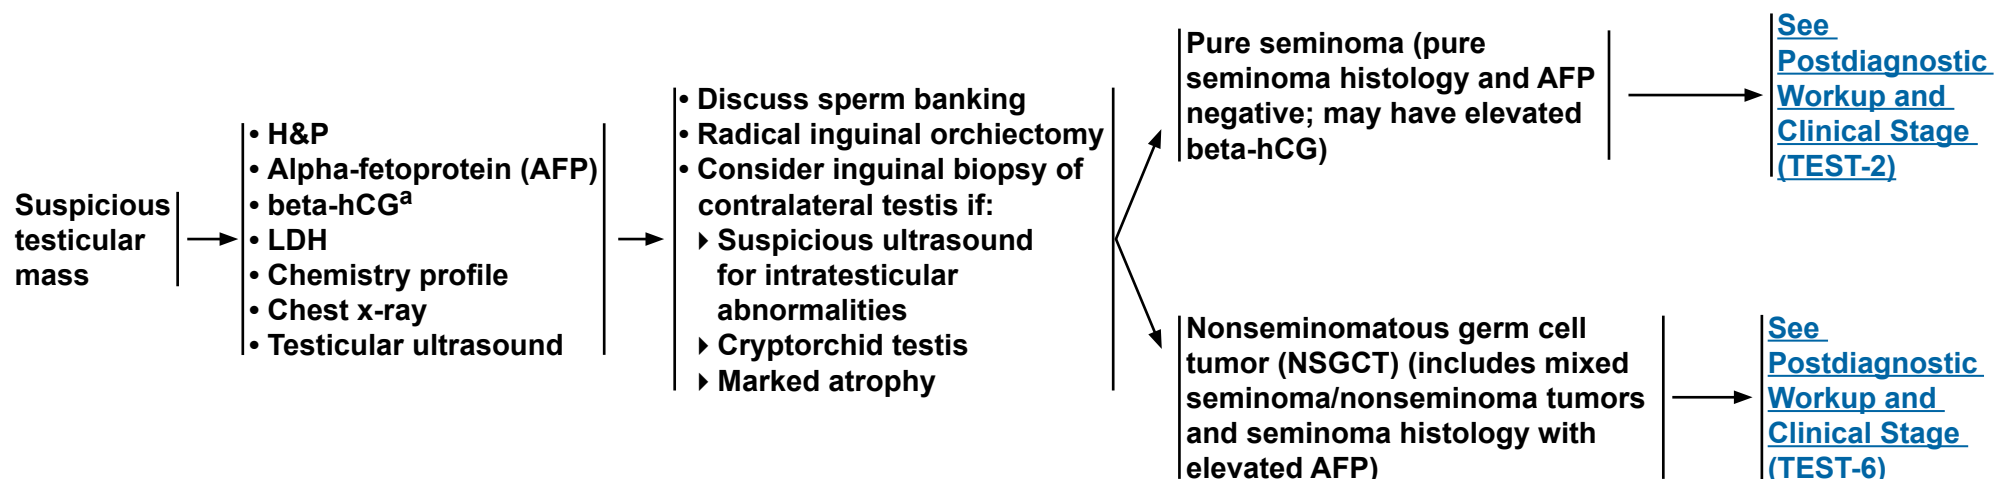 Suspicious
testicular
mass
• H&P
• Alpha-fetoprotein (AFP)
• beta-hCGa
• LDH
• Chemistry profile
• Chest x-ray
• Testicular ultrasound
• Discuss sperm banking
• Radical inguinal orchiectomy
• Consider inguinal biopsy of
contralateral testis if:
Suspicious ultrasound
for intratesticular
abnormalities
Cryptorchid testis
Marked atrophy
Pure seminoma (pure
seminoma histology and AFP
negative; may have elevated
beta-hCG)
See
Postdiagnostic
Workup and
Clinical Stage
(TEST-2)
Nonseminomatous germ cell
tumor (NSGCT) (includes mixed
seminoma/nonseminoma tumors
and seminoma histology with
elevated AFP)
See
Postdiagnostic
Workup and
Clinical Stage
(TEST-6)